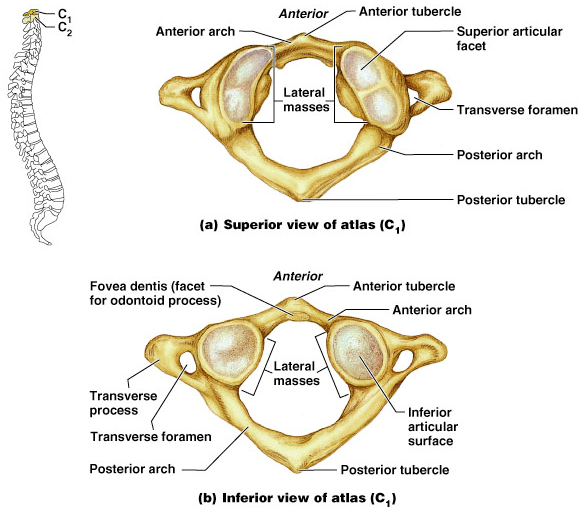 C1
C2
Anterior
Anterior tubercle
Anterior arch
Superior articular
facet
Lateral
masses
Transverse foramen
Posterior arch
Posterior tubercle
(a) Superior view of atlas (C1)
Anterior
Fovea dentis (facet
for odontoid process)
Anterior tubercle
Anterior arch
Lateral
masses
Transverse
process
Transverse foramen
Inferior
articular
surface
Posterior arch
Posterior tubercle
(b) Inferior view of atlas (C1)